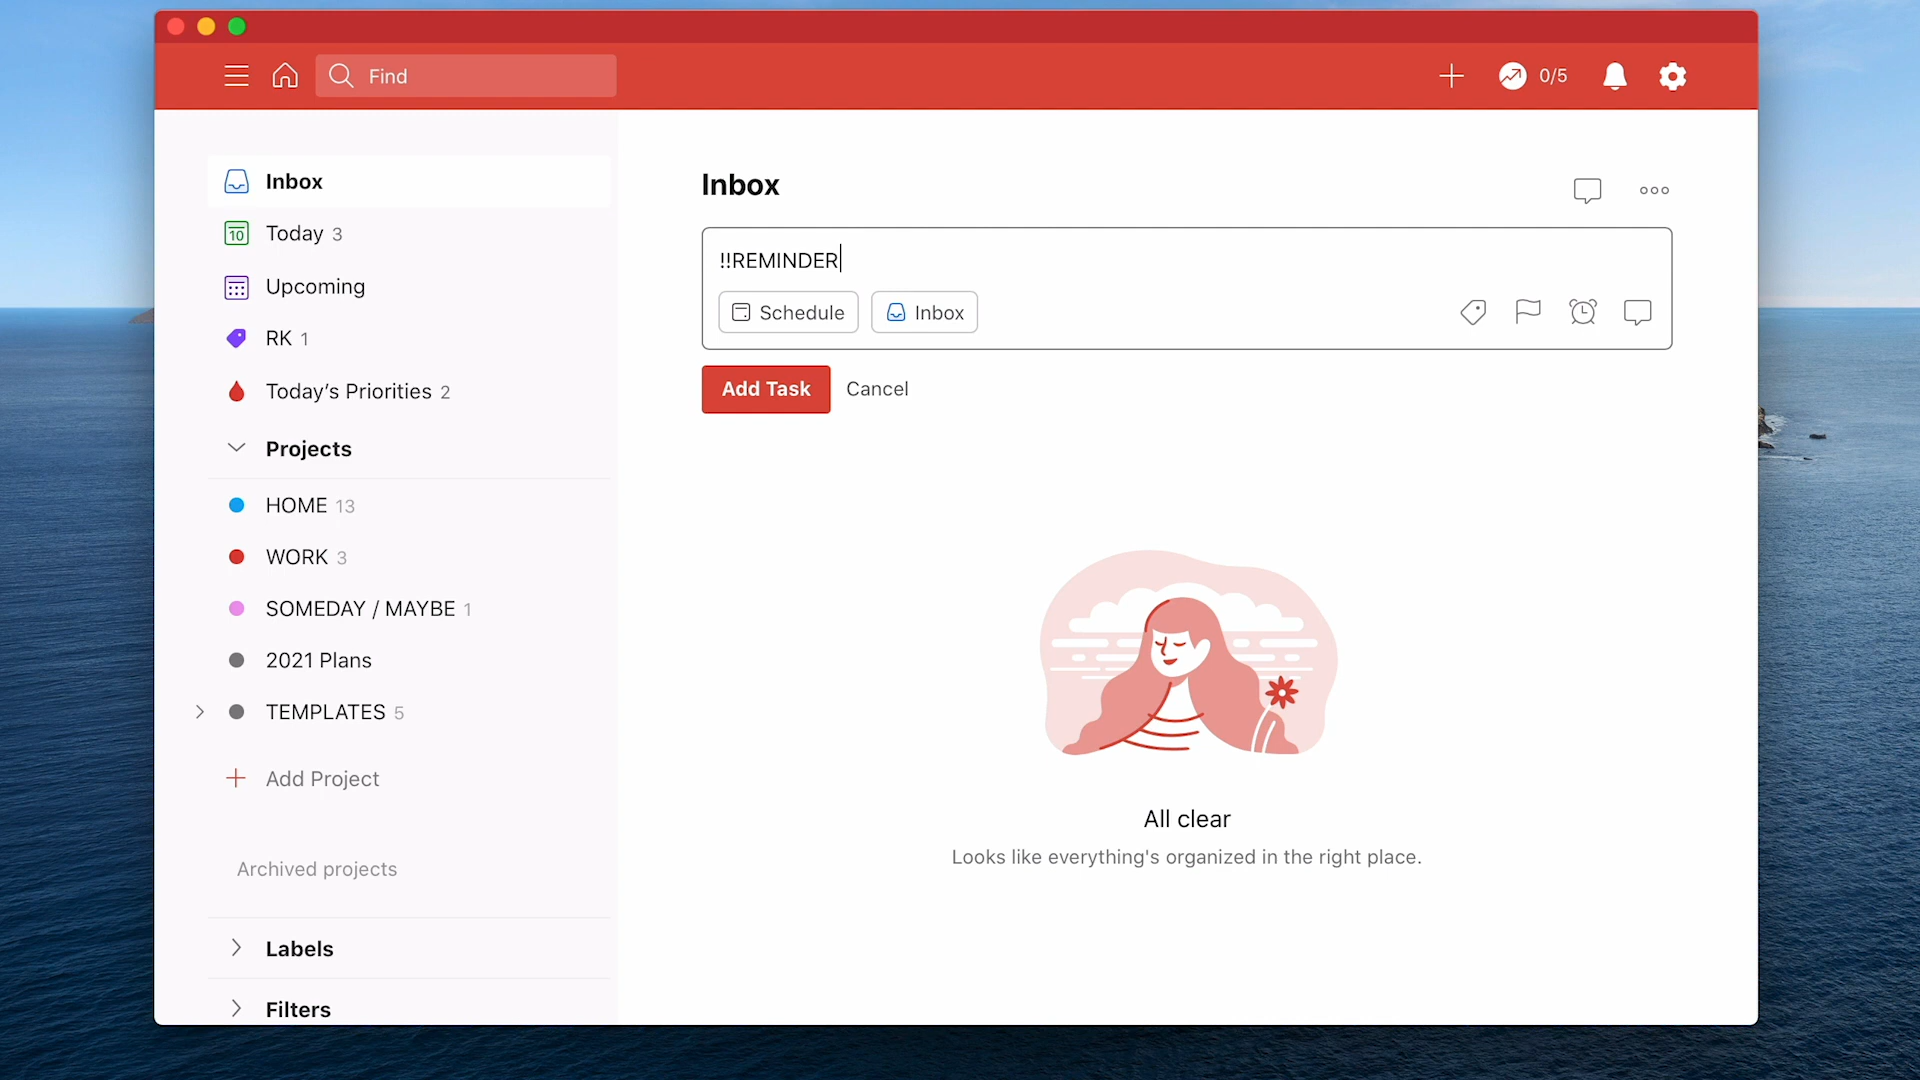 Find
0/5
Inbox
10 Today 3
Upcoming
RK 1
Today’s Priorities 2
Projects
HOME 13
WORK 3
SOMEDAY / MAYBE 1
2021 Plans
TEMPLATES 5
Add Project
Archived projects
Labels
Filters
Inbox
!!REMINDER
Schedule
Inbox
Add Task
Cancel
All clear
Looks like everything's organized in the right place.